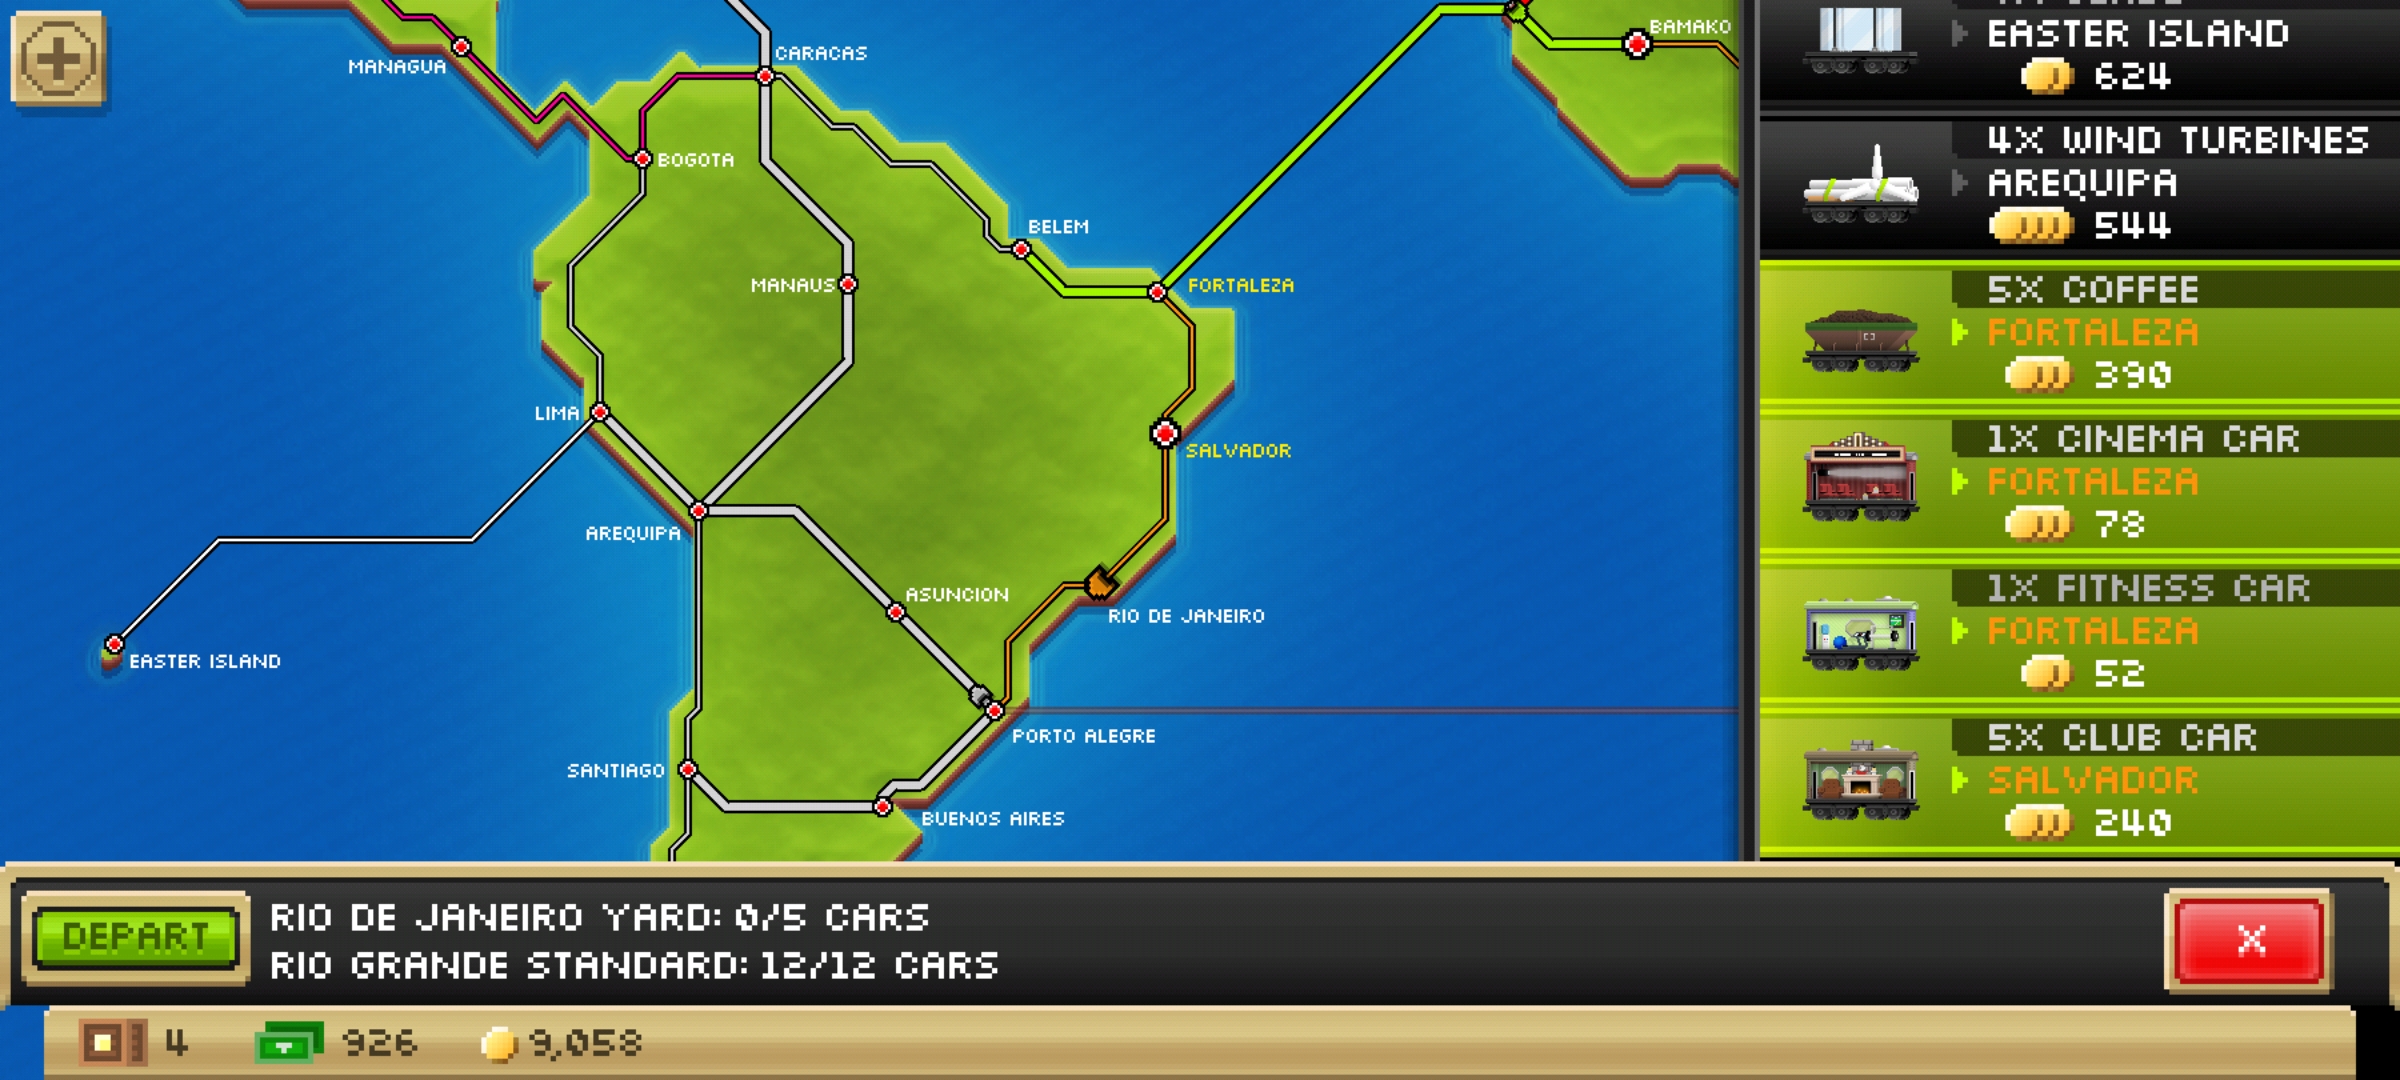 MANAGUA
CARACAS
BAMAKO
BOGOTA
BELEM
MANAUS
FORTALEZA
LIMA
SALVADOR
AREQUIPA
ASUNCION
RIO DE JANEIRO
EASTER ISLAND
PORTO ALEGRE
SANTIAGO
BUENOS AIRES
EASTER ISLAND
624
4X WIND TURBINES
AREQUIPA
544
5X COFFEE
FORTALEZA
390
1X CINEMA CAR
FORTALEZA
78
1X FITNESS CAR
FORTALEZA
52
5X CLUB CAR
SALVADOR
240
DEPART
RIO DE JANEIRO YARD: 0/5 CARS
RIO GRANDE STANDARD: 12/12 CARS
X
4
926
9,058